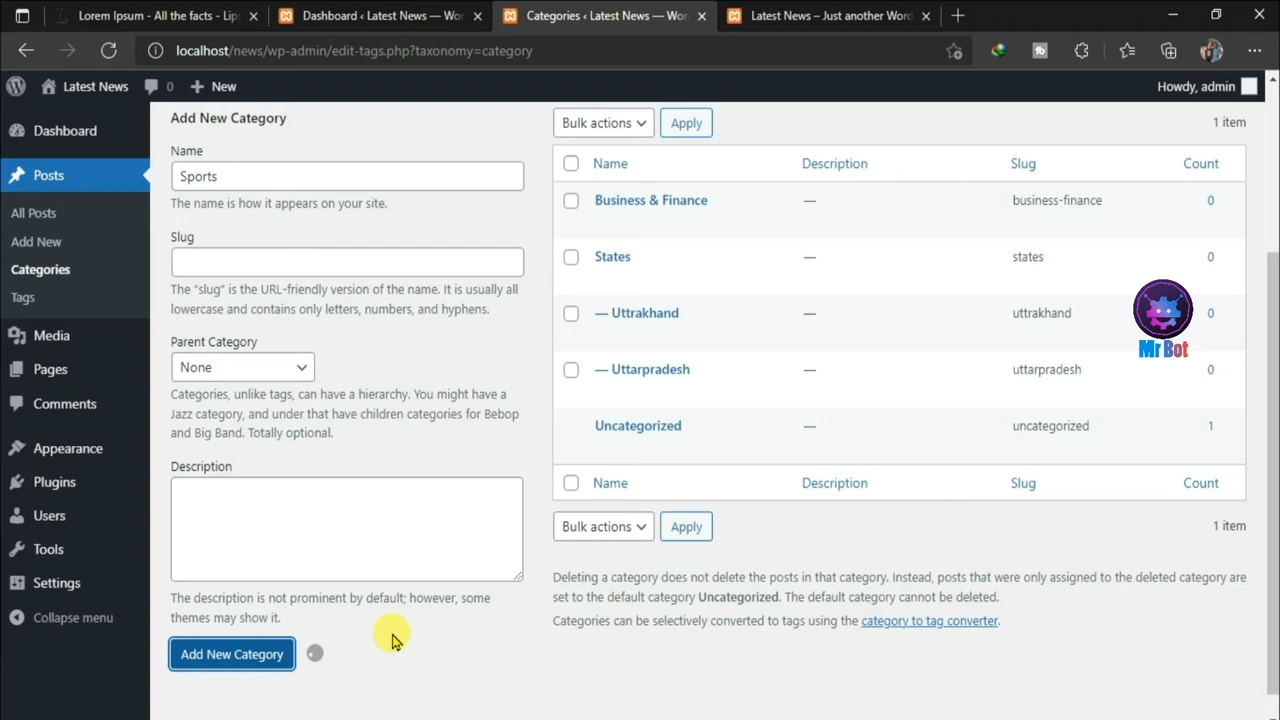 Lorem Ipsum - All the facts - Lip
Dashboard ‹ Latest News — Wor
Categories ‹ Latest News — Wor
Latest News – Just another Word
localhost/news/wp-admin/edit-tags.php?taxonomy=category
Latest News
0
New
Howdy, admin
Dashboard
Posts
All Posts
Add New
Categories
Tags
Media
Pages
Comments
Appearance
Plugins
Users
Tools
Settings
Collapse menu
Add New Category
Name
Sports
The name is how it appears on your site.
Slug
The “slug” is the URL-friendly version of the name. It is usually all
lowercase and contains only letters, numbers, and hyphens.
Parent Category
None
Categories, unlike tags, can have a hierarchy. You might have a
Jazz category, and under that have children categories for Bebop
and Big Band. Totally optional.
Description
The description is not prominent by default; however, some
themes may show it.
Add New Category
Bulk actions Apply 1 item
Name Description Slug Count
Business & Finance — business-finance 0
States — states 0
— Uttrakhand — uttrakhand 0
— Uttarpradesh — uttarpradesh 0
Uncategorized — uncategorized 1
Name Description Slug Count
Bulk actions Apply 1 item
Deleting a category does not delete the posts in that category. Instead, posts that were only assigned to the deleted category are
set to the default category Uncategorized. The default category cannot be deleted.
Categories can be selectively converted to tags using the category to tag converter.
Mr Bot